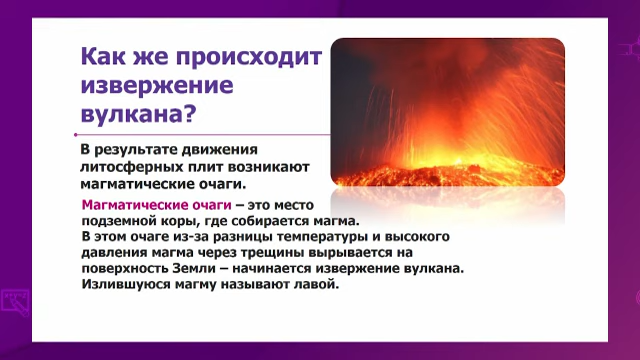 Как же происходит
извержение
вулкана?
В результате движения
литосферных плит возникают
магматические очаги.
Магматические очаги – это место
подземной коры, где собирается магма.
В этом очаге из-за разницы температуры и высокого
давления магма через трещины вырывается на
поверхность Земли – начинается извержение вулкана.
Излившуюся магму называют лавой.